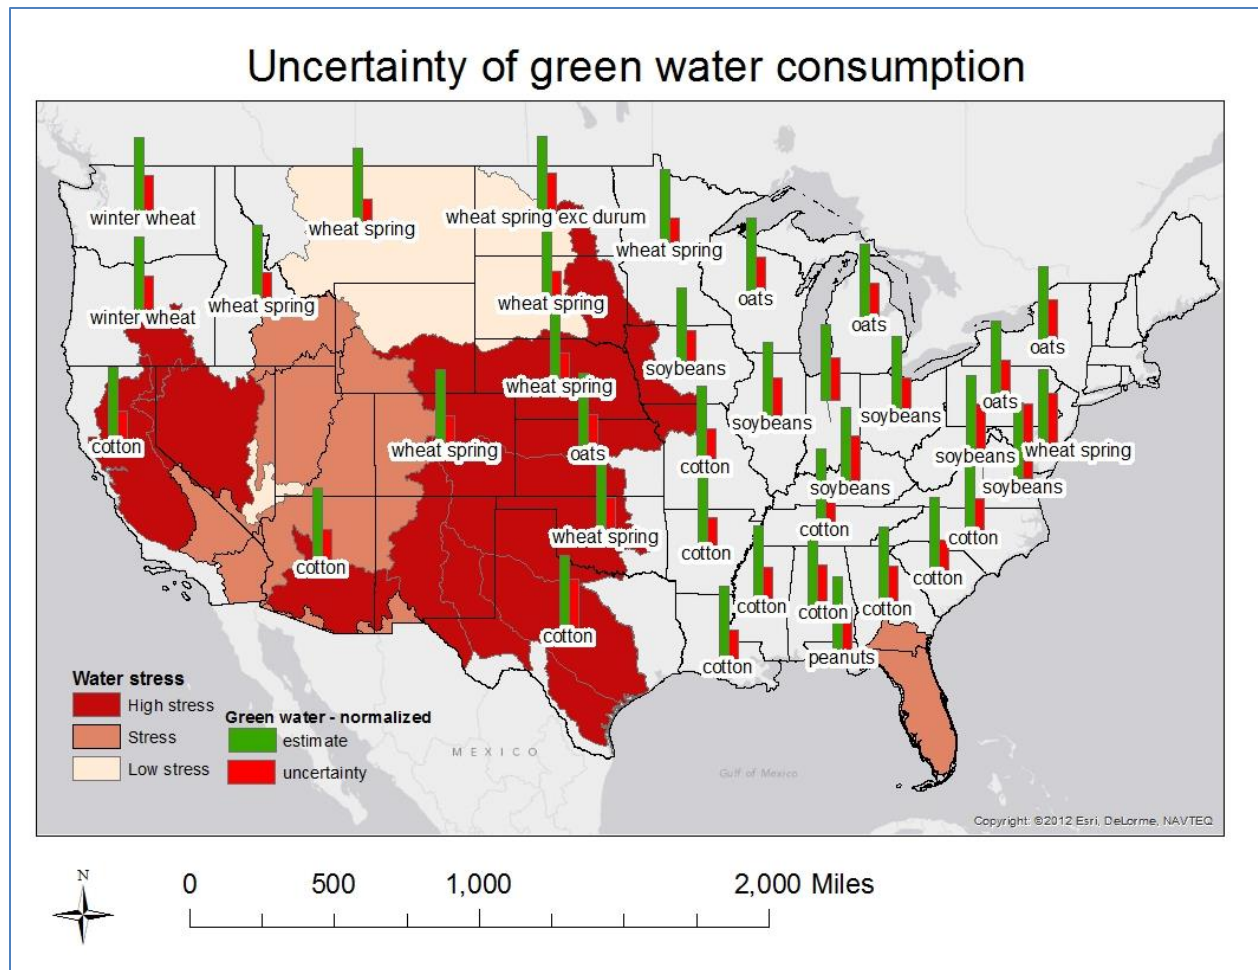 Uncertainty of green water consumption
winter wheat
wheat spring
wheat spring exc durum
wheat spring
winter wheat
wheat spring
wheat spring
oats
oats
oats
cotton
wheat spring
wheat spring
oats
soybeans
cotton
soybeans
soybeans
soybeans
oats
soybeans
wheat spring
soybeans
cotton
cotton
wheat spring
cotton
cotton
cotton
cotton
cotton
cotton
cotton
cotton
peanuts
cotton
Water stress
High stress
Stress
Low stress
Green water - normalized
estimate
uncertainty
MEXICO
Gulf of Mexico
Copyright: ©2012 Esri, DeLorme, NAVTEQ
N
0 500 1,000 2,000 Miles